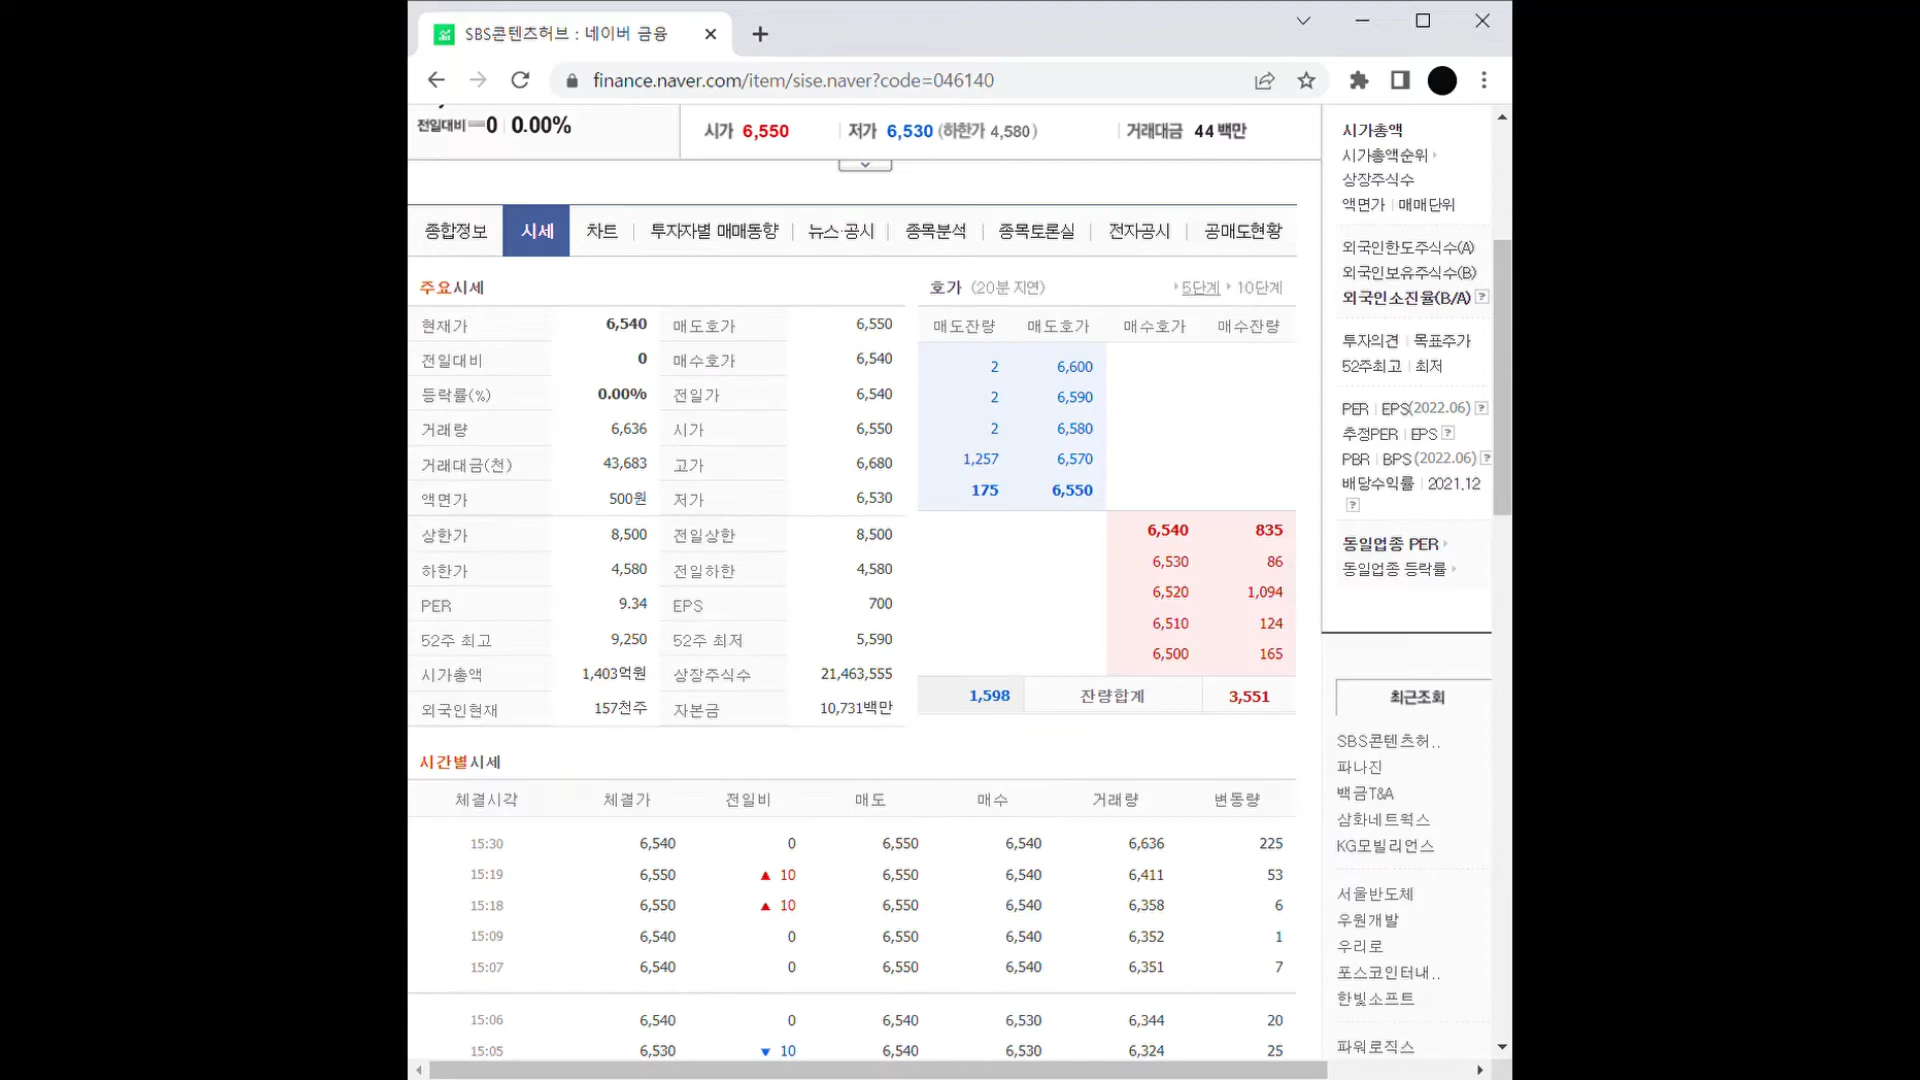 SBS콘텐츠허브 : 네이버 금융
finance.naver.com/item/sise.naver?code=046140
전일대비 0 0.00%
시가 6,550 저가 6,530 (하한가 4,580) 거래대금 44 백만
종합정보 시세 차트 투자자별 매매동향 뉴스·공시 종목분석 종목토론실 전자공시 공매도현황
주요시세
현재가 6,540 매도호가 6,550
전일대비 0 매수호가 6,540
등락률(%) 0.00% 전일가 6,540
거래량 6,636 시가 6,550
거래대금(천) 43,683 고가 6,680
액면가 500원 저가 6,530
상한가 8,500 전일상한 8,500
하한가 4,580 전일하한 4,580
PER 9.34 EPS 700
52주 최고 9,250 52주 최저 5,590
시가총액 1,403억원 상장주식수 21,463,555
외국인현재 157천주 자본금 10,731백만
호가 (20분 지연) 5단계 10단계
매도잔량 매도호가 매수호가 매수잔량
2 6,600
2 6,590
2 6,580
1,257 6,570
175 6,550
6,540 835
6,530 86
6,520 1,094
6,510 124
6,500 165
1,598 잔량합계 3,551
시간별시세
체결시각 체결가 전일비 매도 매수 거래량 변동량
15:30 6,540 0 6,550 6,540 6,636 225
15:19 6,550 ▲ 10 6,550 6,540 6,411 53
15:18 6,550 ▲ 10 6,550 6,540 6,358 6
15:09 6,540 0 6,550 6,540 6,352 1
15:07 6,540 0 6,550 6,540 6,351 7
15:06 6,540 0 6,540 6,530 6,344 20
15:05 6,530 ▼ 10 6,540 6,530 6,324 25
시가총액
시가총액순위
상장주식수
액면가 | 매매단위
외국인한도주식수(A)
외국인보유주식수(B)
외국인소진율(B/A) ?
투자의견 | 목표주가
52주최고 | 최저
PER | EPS(2022.06) ?
추정PER | EPS ?
PBR | BPS (2022.06) ?
배당수익률 | 2021.12
?
동일업종 PER
동일업종 등락률
최근조회
SBS콘텐츠허..
파나진
백금T&A
삼화네트웍스
KG모빌리언스
서울반도체
우원개발
우리로
포스코인터내..
한빛소프트
파워로직스